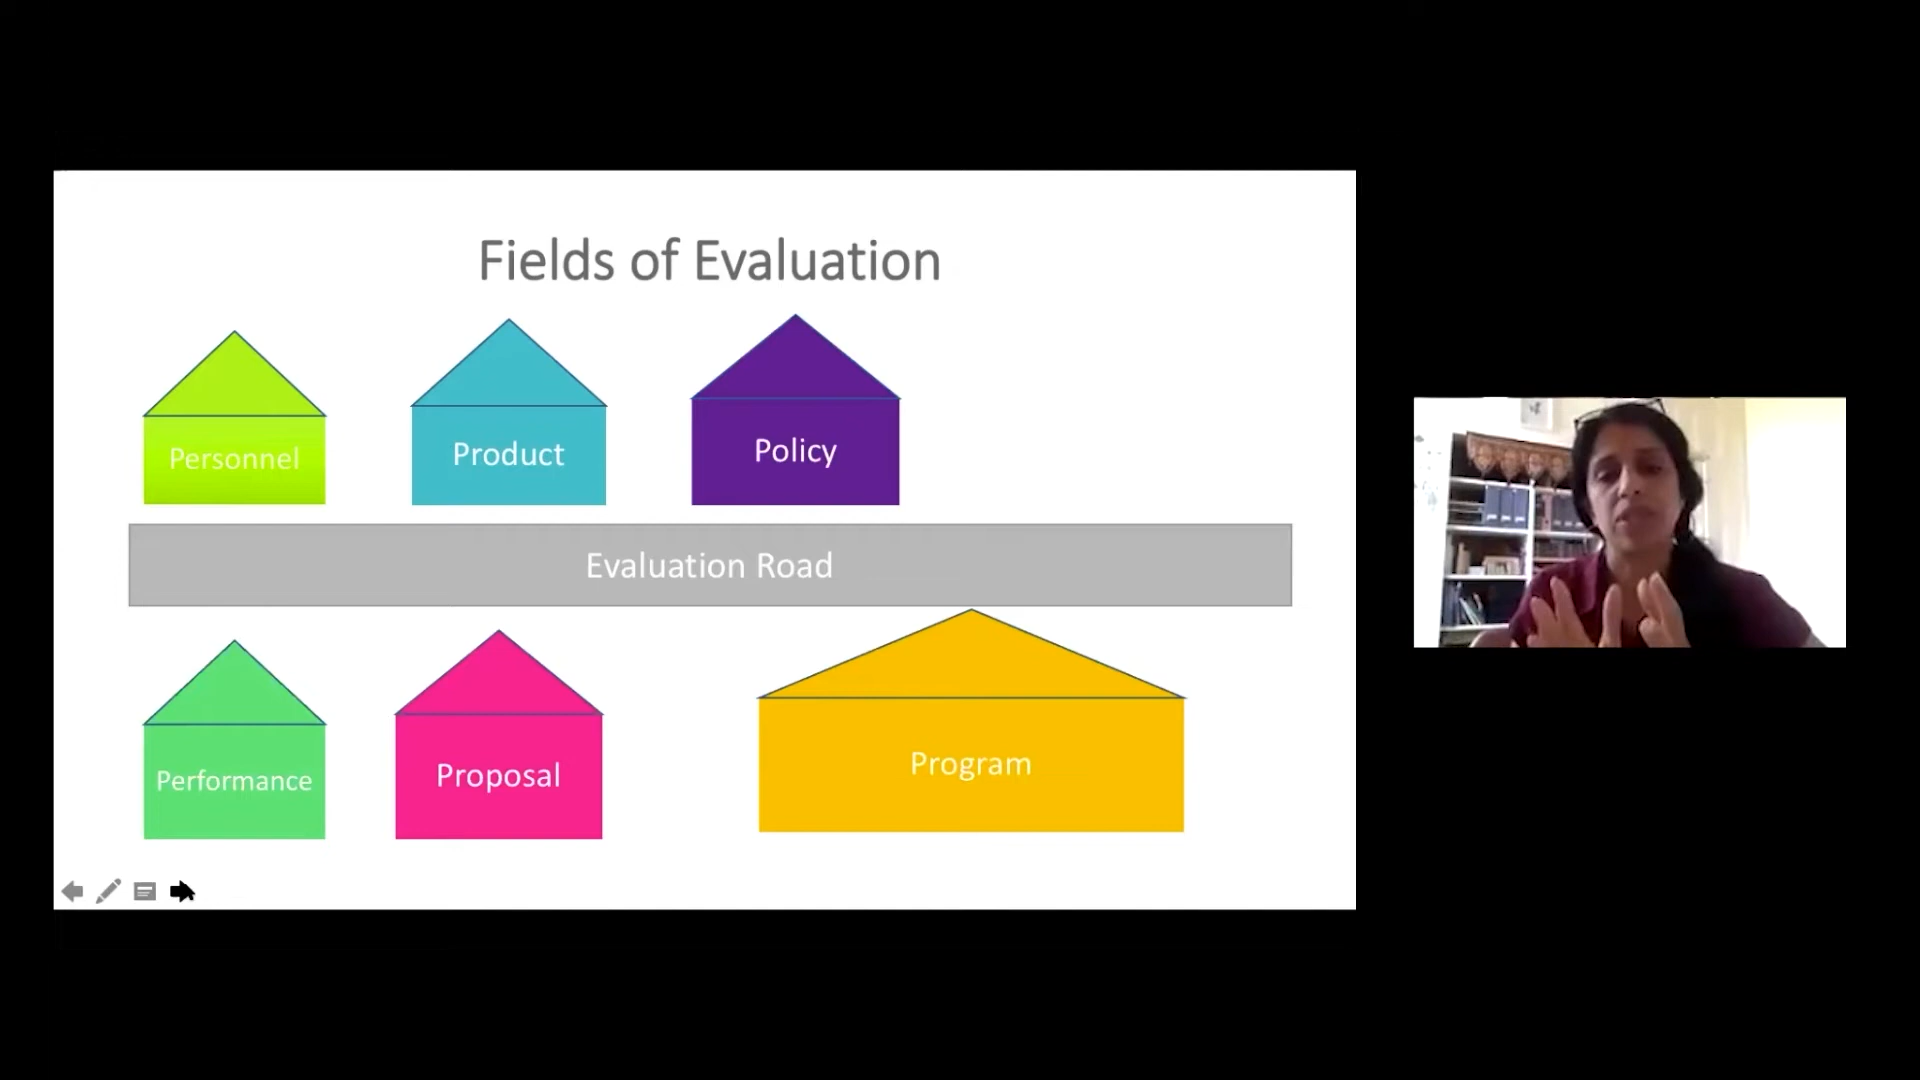 Fields of Evaluation
Personnel
Product
Policy
Evaluation Road
Performance
Proposal
Program